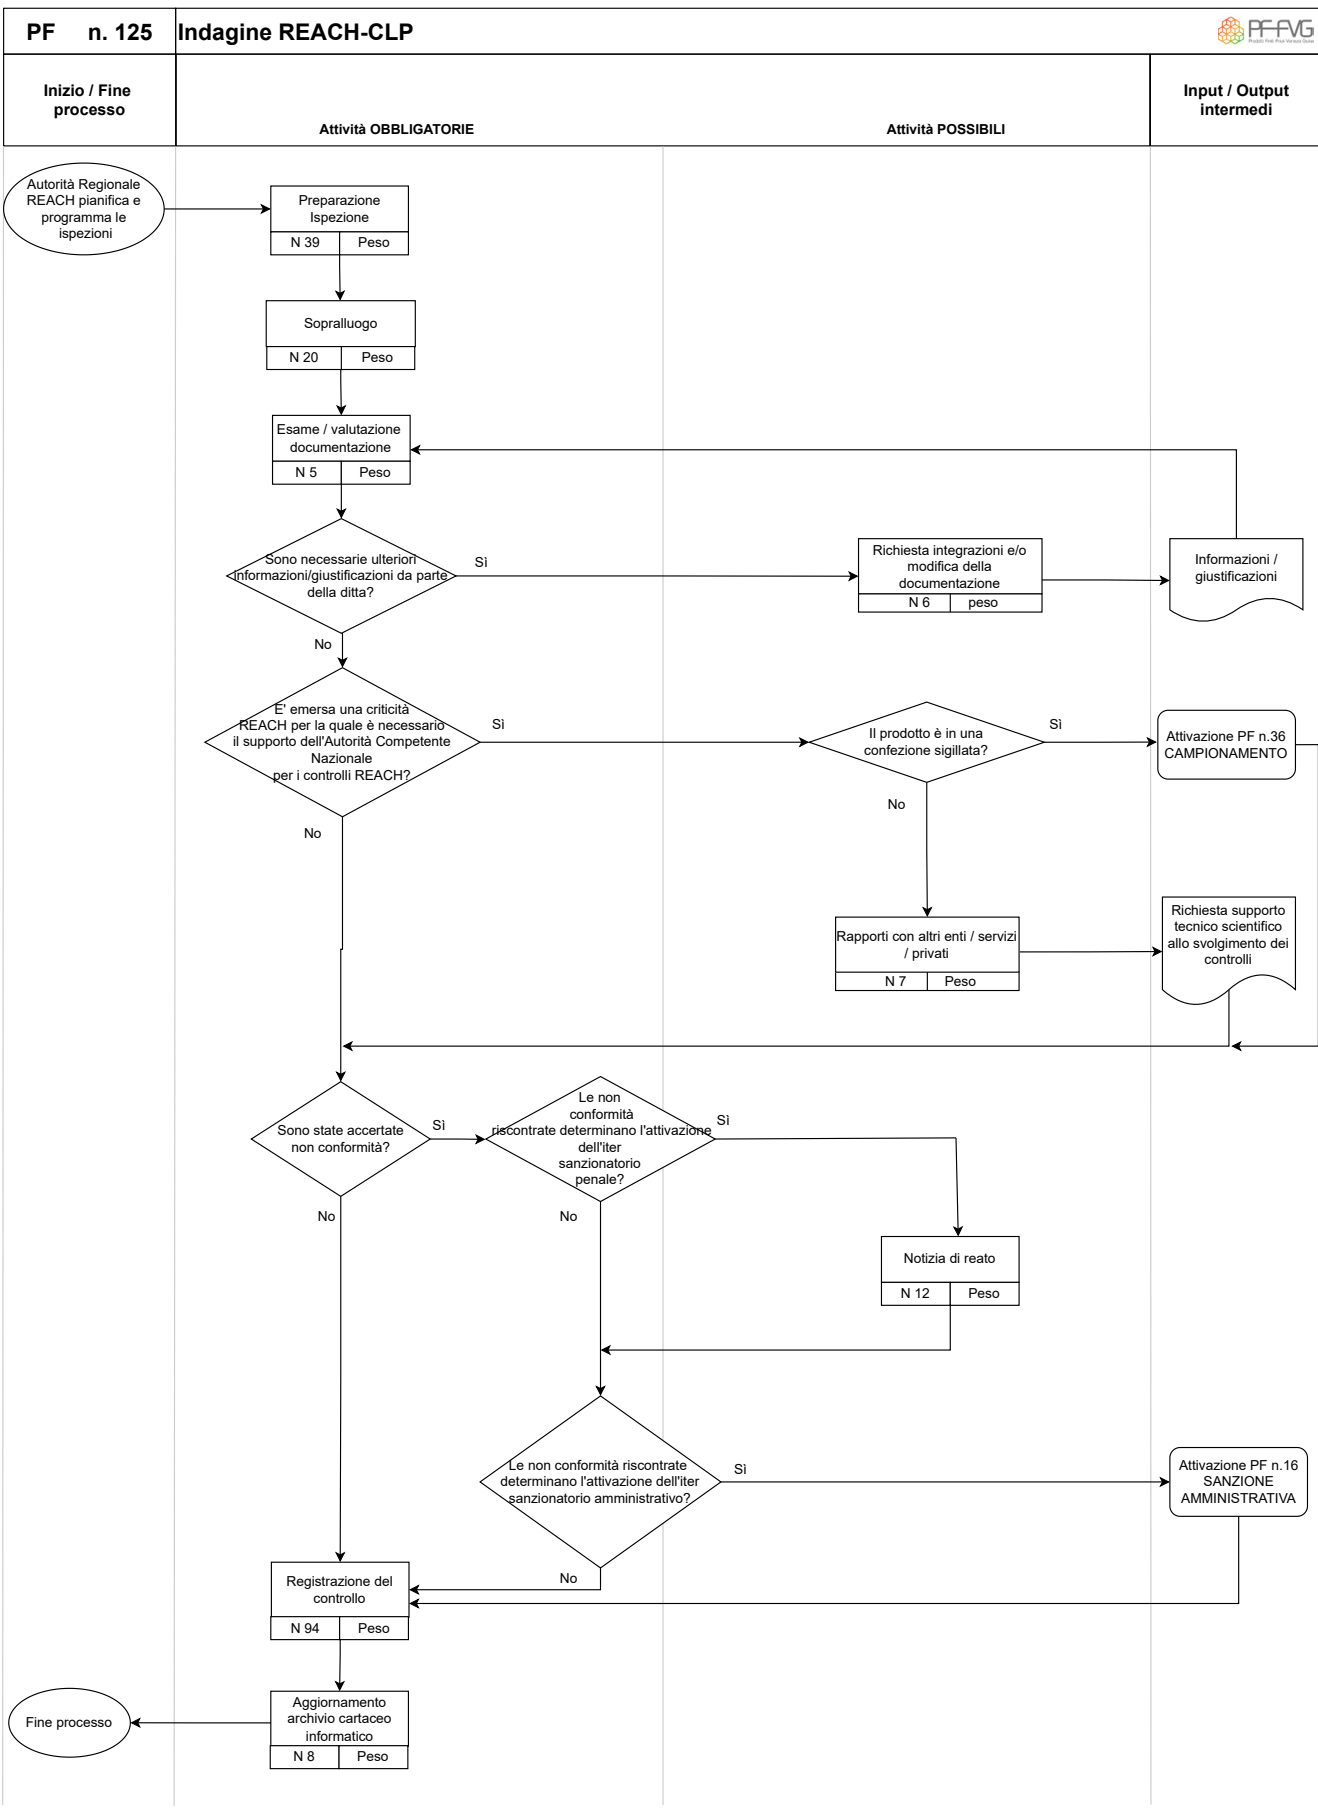 PF n. 125
Indagine REACH-CLP
PF-FVG
Inizio / Fine
processo
Attività OBBLIGATORIE
Attività POSSIBILI
Input / Output
intermedi
Autorità Regionale
REACH pianifica e
programma le
ispezioni
Preparazione
Ispezione
N 39
Peso
Sopralluogo
N 20
Peso
Esame / valutazione
documentazione
N 5
Peso
Sono necessarie ulteriori
informazioni/giustificazioni da parte
della ditta?
Sì
Richiesta integrazioni e/o
modifica della
documentazione
N 6
peso
Informazioni /
giustificazioni
No
E' emersa una criticità
REACH per la quale è necessario
il supporto dell'Autorità Competente
Nazionale
per i controlli REACH?
Sì
Il prodotto è in una
confezione sigillata?
Sì
Attivazione PF n.36
CAMPIONAMENTO
No
No
Rapporti con altri enti / servizi
/ privati
N 7
Peso
Richiesta supporto
tecnico scientifico
allo svolgimento dei
controlli
Sono state accertate
non conformità?
Sì
Le non
conformità
riscontrate determinano l'attivazione
dell'iter
sanzionatorio
penale?
Sì
No
No
Notizia di reato
N 12
Peso
Le non conformità riscontrate
determinano l'attivazione dell'iter
sanzionatorio amministrativo?
Sì
Attivazione PF n.16
SANZIONE
AMMINISTRATIVA
No
Registrazione del
controllo
N 94
Peso
Aggiornamento
archivio cartaceo
informatico
N 8
Peso
Fine processo